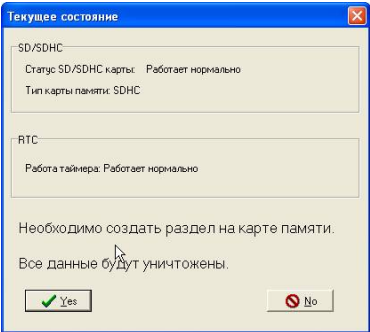 Текущее состояние
SD/SDHC
Статус SD/SDHC карты: Работает нормально
Тип карты памяти: SDHC
RTC
Работа таймера: Работает нормально
Необходимо создать раздел на карте памяти.
Все данные будут уничтожены.
Yes
No